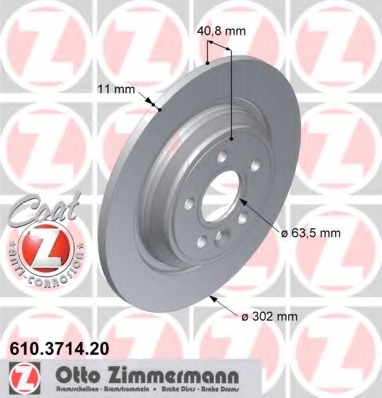 40,8 mm
11 mm
Coat
Z
ANTI-CORROSION
ø 63,5 mm
ø 302 mm
610.3714.20
Z
Otto Zimmermann
Bremsscheiben - Bremstrommeln • Brake Discs - Brake Drums